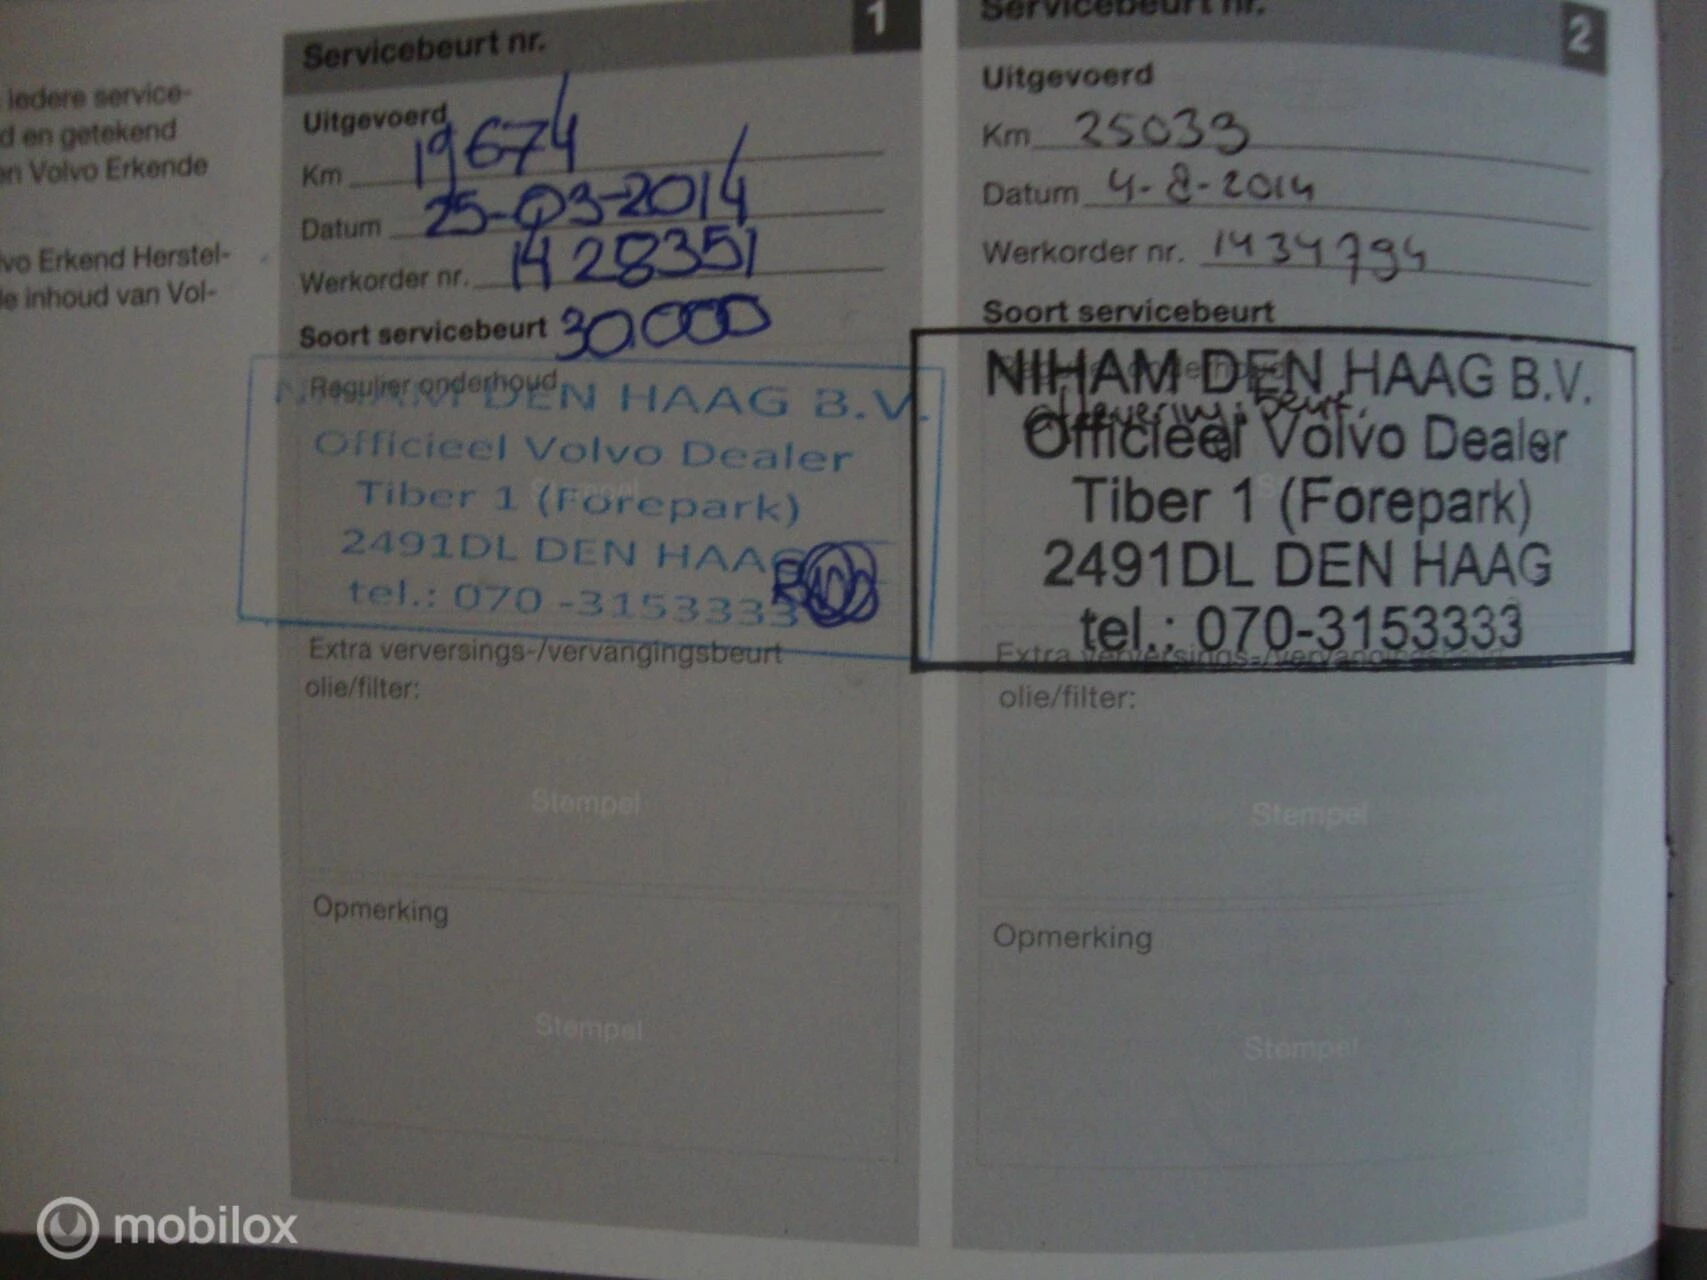 iedere service-
d en getekend
en Volvo Erkende
lvo Erkend Herstel-
le inhoud van Vol-
Servicebeurt nr. 1
Uitgevoerd
Km 19674
Datum 25-03-2014
Werkorder nr. 1428351
Soort servicebeurt 30.000
Regulier onderhoud
NIHAM DEN HAAG B.V.
Officieel Volvo Dealer
Tiber 1 (Forepark)
2491DL DEN HAAG
tel.: 070-3153333
Extra verversings-/vervangingsbeurt
olie/filter:
Stempel
Opmerking
Stempel
Servicebeurt nr. 2
Uitgevoerd
Km 25033
Datum 4-8-2014
Werkorder nr. 1434794
Soort servicebeurt
NIHAM DEN HAAG B.V.
Aflevering: beurt.
Officieel Volvo Dealer
Tiber 1 (Forepark)
2491DL DEN HAAG
tel.: 070-3153333
Extra verversings-/vervangingsbeurt
olie/filter:
Stempel
Opmerking
Stempel
mobilox